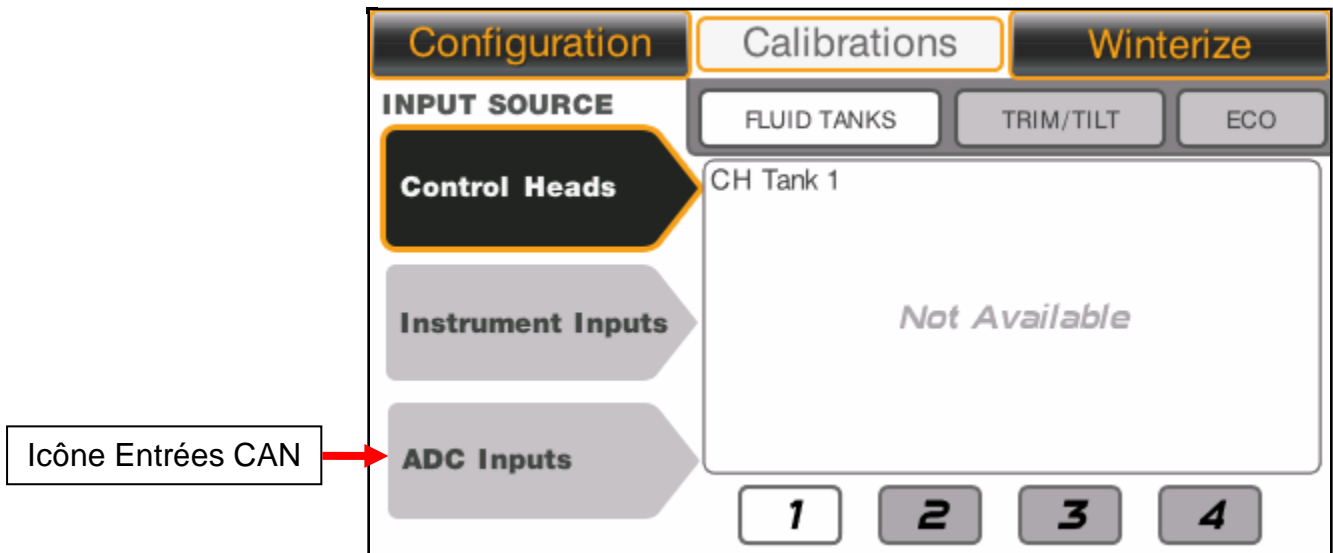 Configuration
Calibrations
Winterize
INPUT SOURCE
FLUID TANKS
TRIM/TILT
ECO
Control Heads
CH Tank 1
Instrument Inputs
Not Available
Icône Entrées CAN
ADC Inputs
1
2
3
4